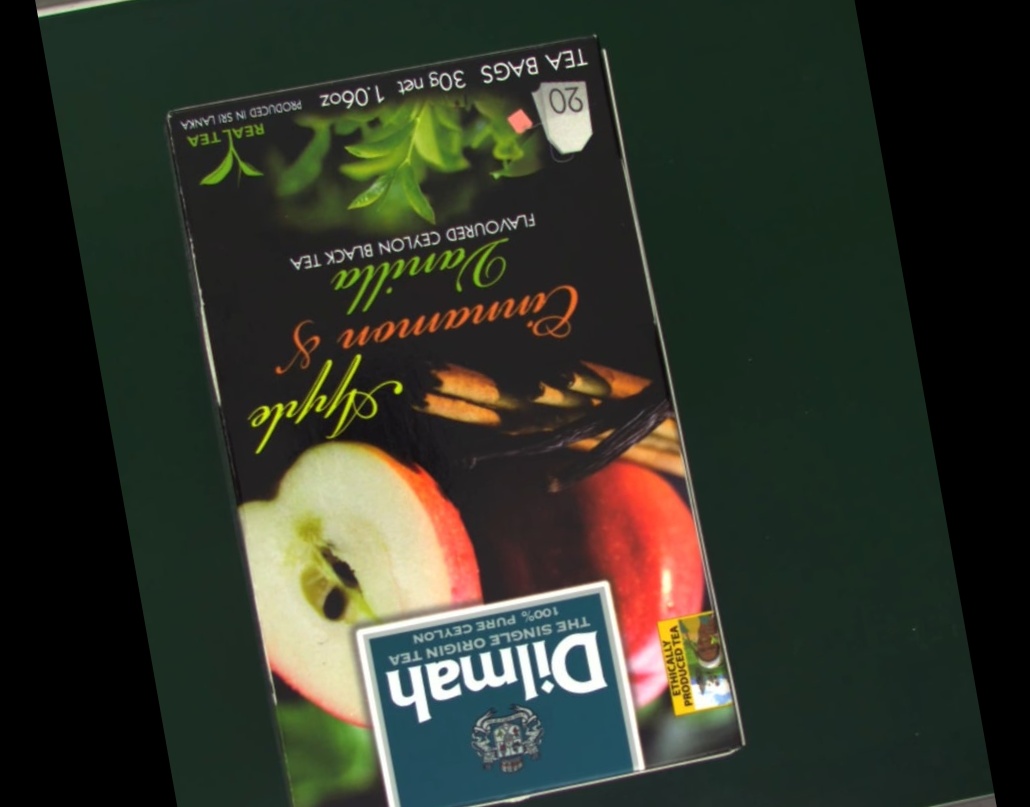 Dilmah
THE SINGLE ORIGIN TEA
100% PURE CEYLON
ETHICALLY
PRODUCED TEA
Apple
Cinnamon &
Vanilla
FLAVOURED CEYLON BLACK TEA
REAL TEA
20
TEA BAGS 30g net 1.06oz PRODUCED IN SRI LANKA